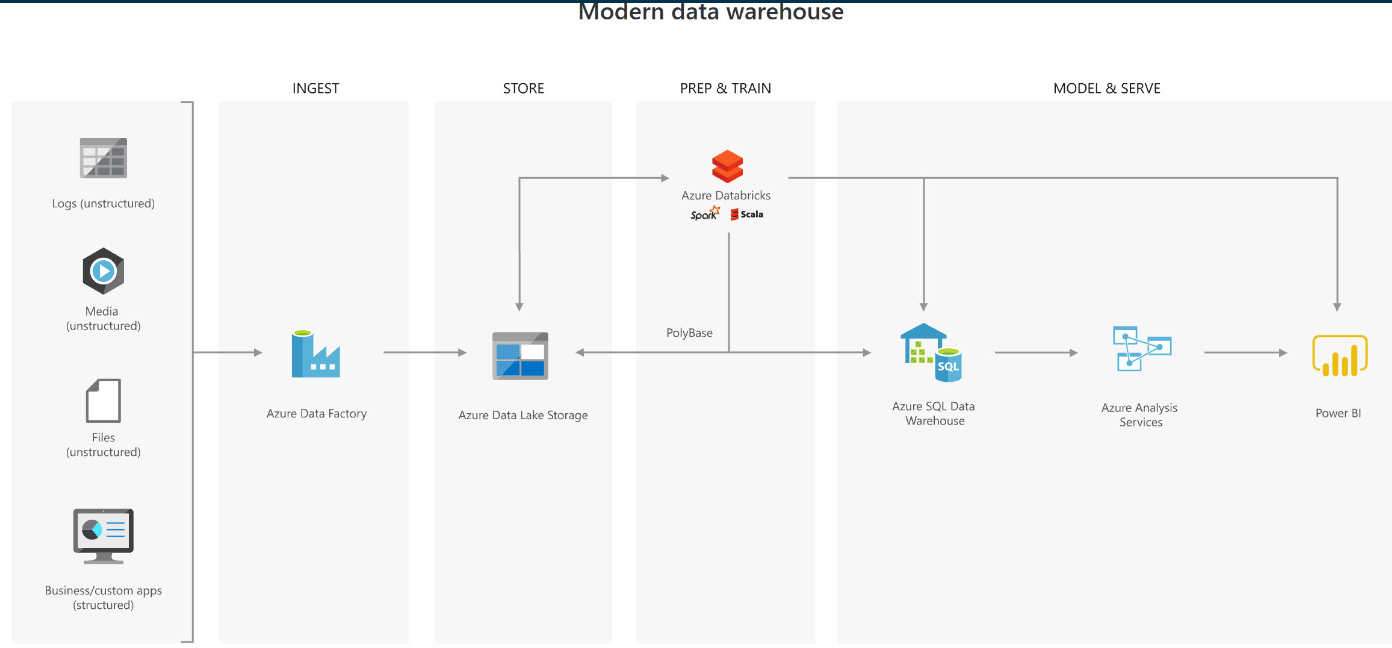 Modern data warehouse
INGEST
STORE
PREP & TRAIN
MODEL & SERVE
Logs (unstructured)
Media
(unstructured)
Files
(unstructured)
Business/custom apps
(structured)
Azure Data Factory
Azure Data Lake Storage
Azure Databricks
Spark Scala
PolyBase
SQL
Azure SQL Data
Warehouse
Azure Analysis
Services
Power BI